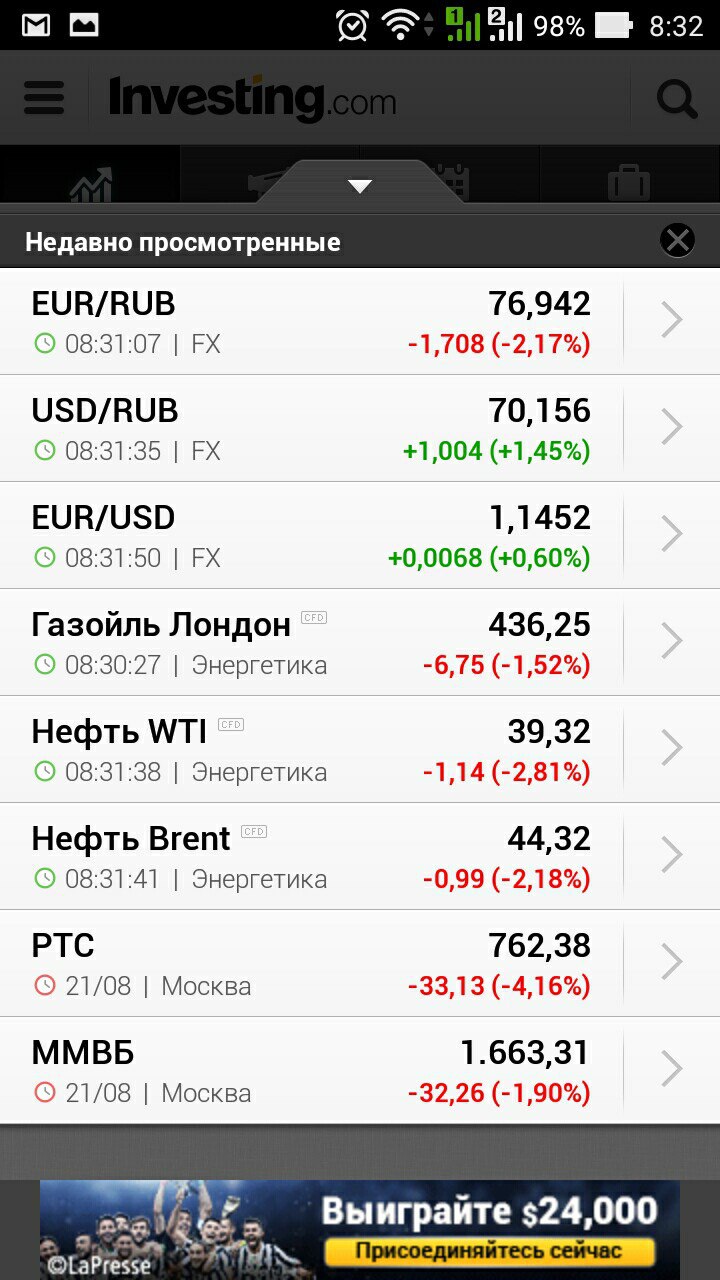 1 2 98% 8:32
Investing.com
Недавно просмотренные
EUR/RUB 76,942
08:31:07 | FX -1,708 (-2,17%)
USD/RUB 70,156
08:31:35 | FX +1,004 (+1,45%)
EUR/USD 1,1452
08:31:50 | FX +0,0068 (+0,60%)
Газойль Лондон CFD 436,25
08:30:27 | Энергетика -6,75 (-1,52%)
Нефть WTI CFD 39,32
08:31:38 | Энергетика -1,14 (-2,81%)
Нефть Brent CFD 44,32
08:31:41 | Энергетика -0,99 (-2,18%)
РТС 762,38
21/08 | Москва -33,13 (-4,16%)
ММВБ 1.663,31
21/08 | Москва -32,26 (-1,90%)
Выиграйте $24,000
Присоединяйтесь сейчас
©LaPresse